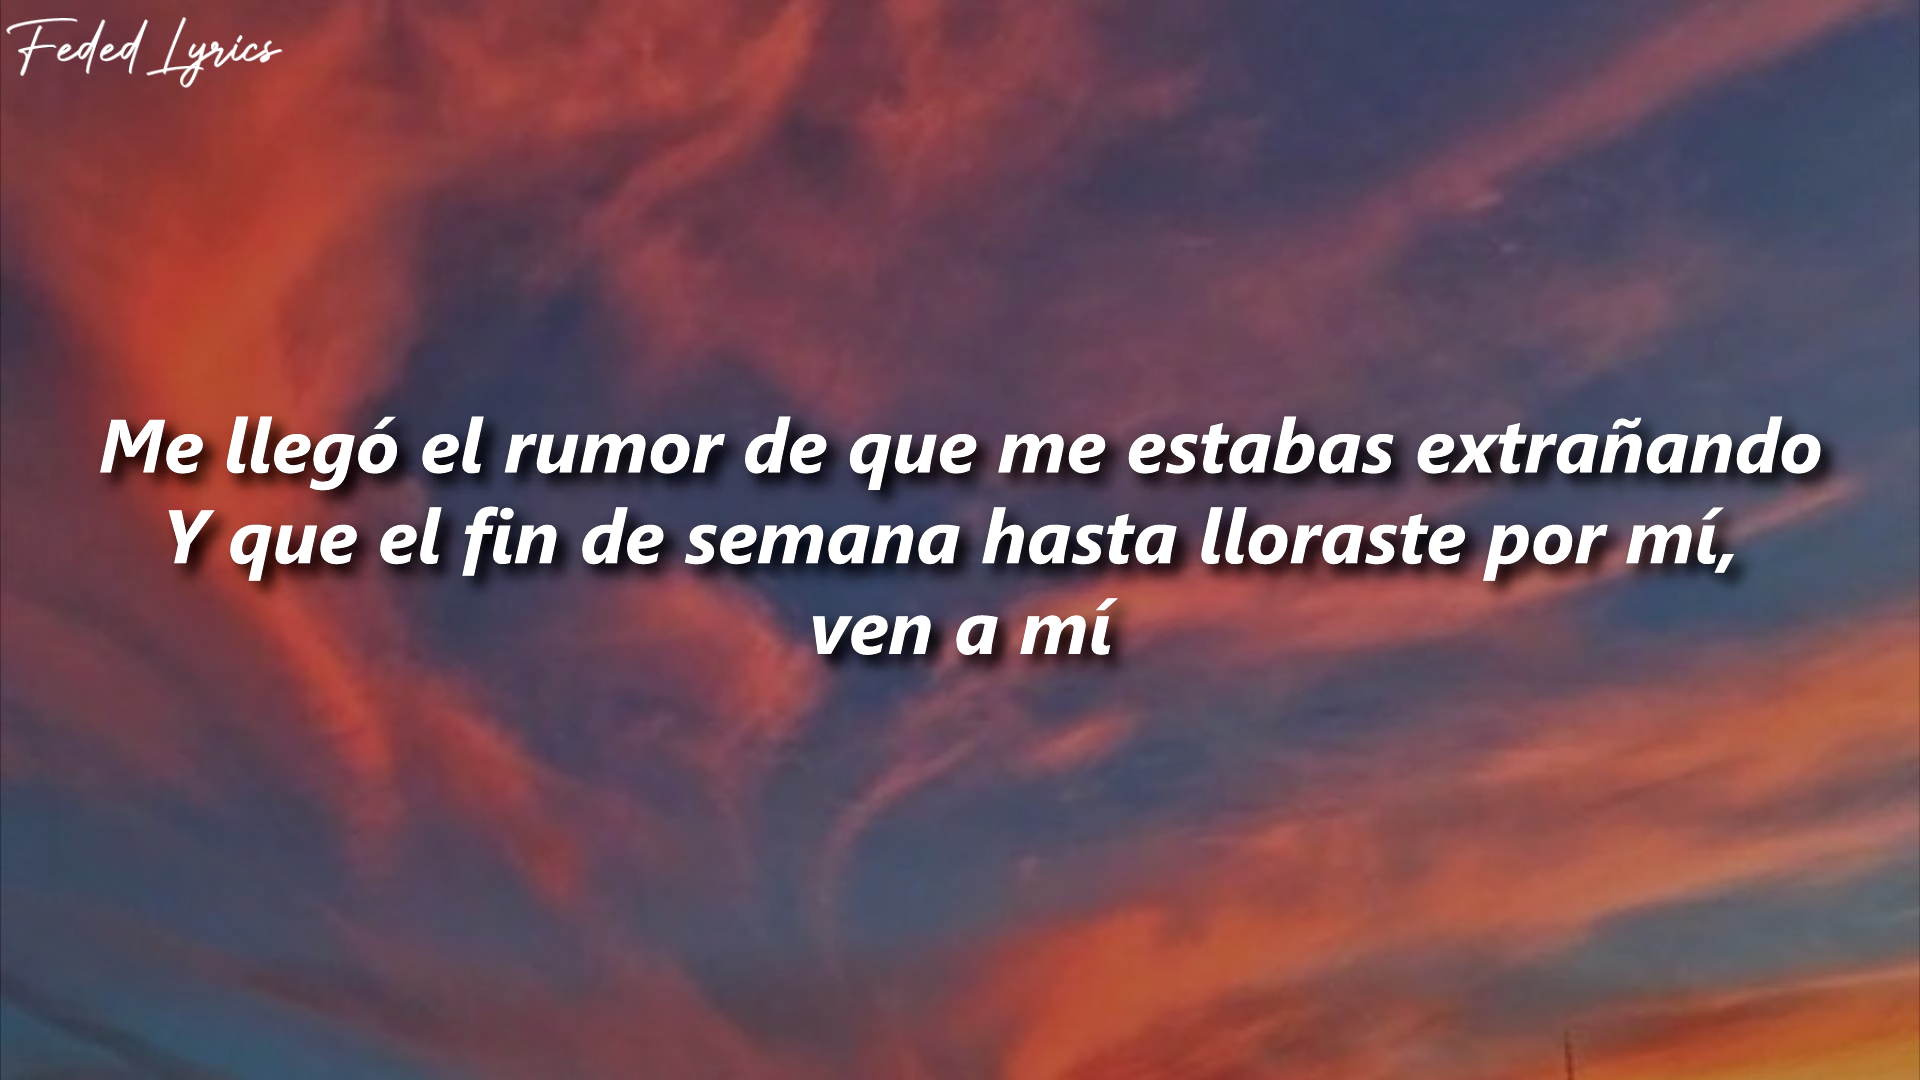 Feded Lyrics
Me llegó el rumor de que me estabas extrañando
Y que el fin de semana hasta lloraste por mí,
ven a mí